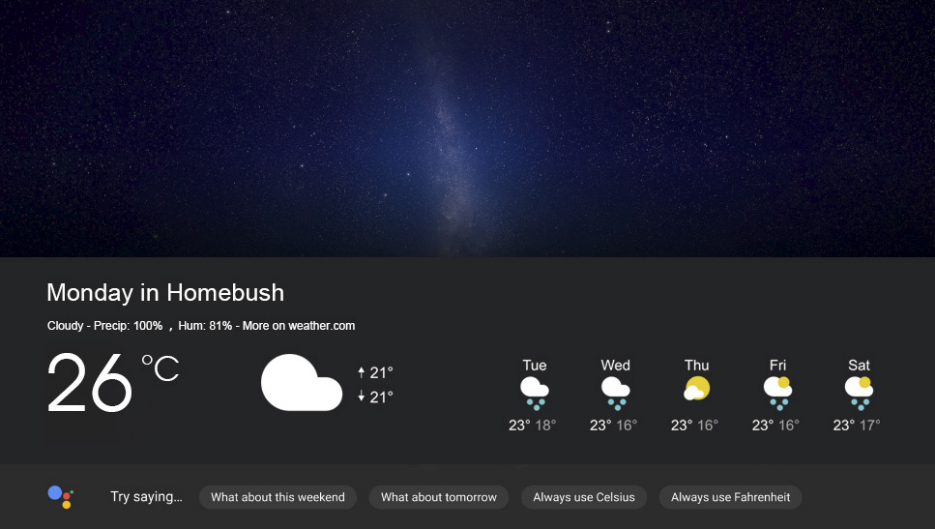 Monday in Homebush
Cloudy - Precip: 100% , Hum: 81% - More on weather.com
26 °C
↑ 21°
↓ 21°
Tue Wed Thu Fri Sat
23° 18° 23° 16° 23° 16° 23° 16° 23° 17°
Try saying... What about this weekend What about tomorrow Always use Celsius Always use Fahrenheit